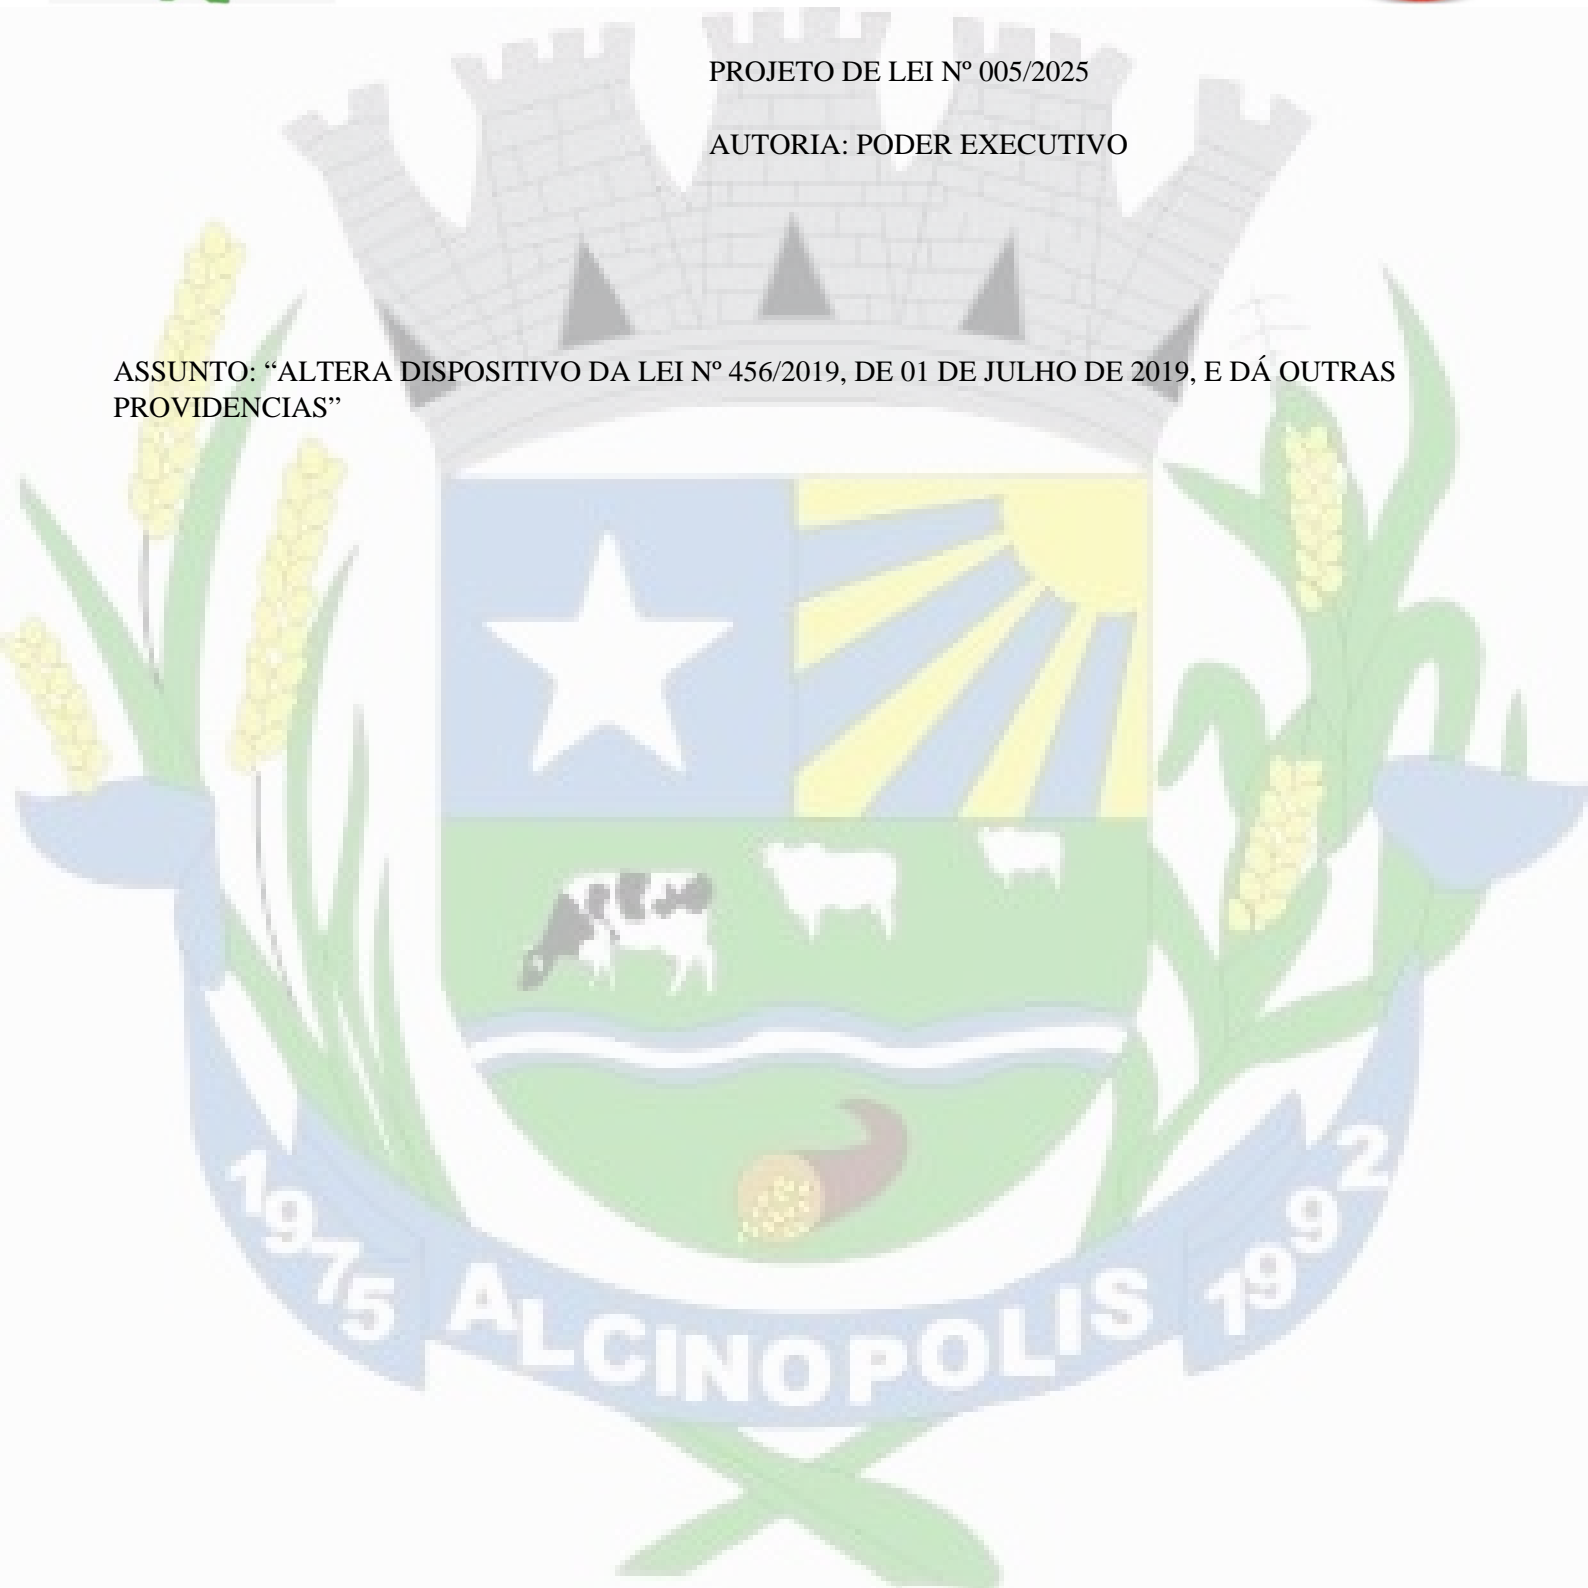 PROJETO DE LEI Nº 005/2025
AUTORIA: PODER EXECUTIVO
ASSUNTO: “ALTERA DISPOSITIVO DA LEI Nº 456/2019, DE 01 DE JULHO DE 2019, E DÁ OUTRAS
PROVIDENCIAS”
1975 ALCINOPOLIS 1992